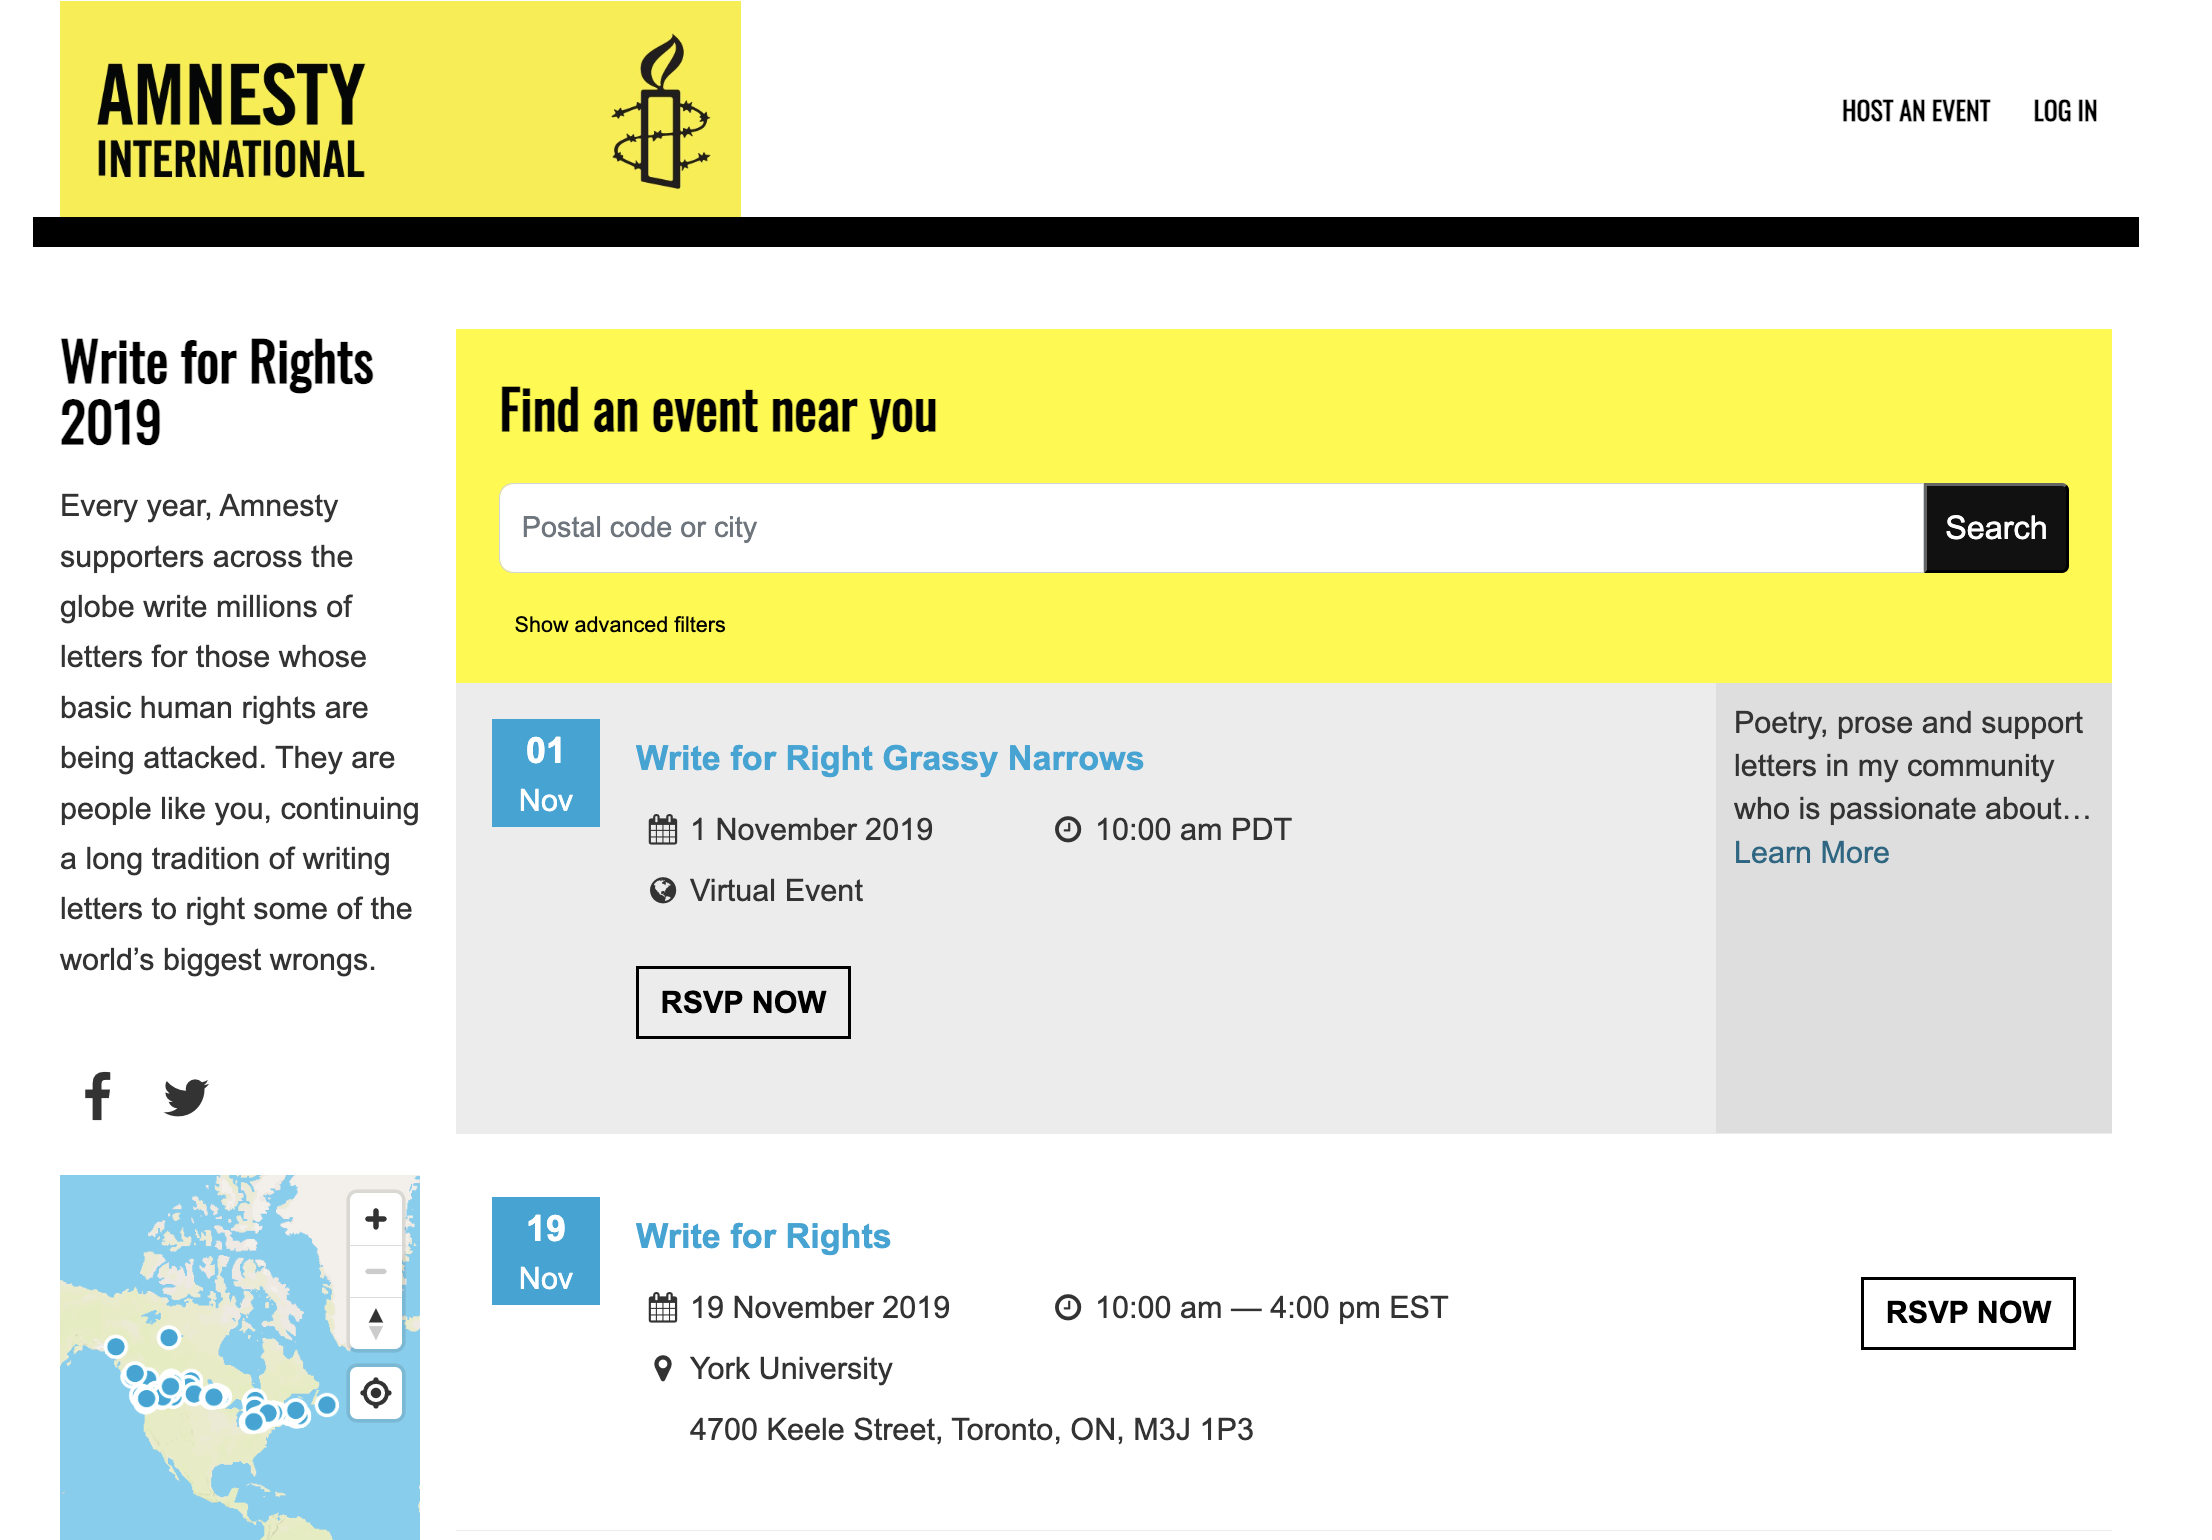 AMNESTY
INTERNATIONAL
HOST AN EVENT
LOG IN
Write for Rights
2019
Every year, Amnesty
supporters across the
globe write millions of
letters for those whose
basic human rights are
being attacked. They are
people like you, continuing
a long tradition of writing
letters to right some of the
world’s biggest wrongs.
Find an event near you
Postal code or city
Search
Show advanced filters
01
Nov
Write for Right Grassy Narrows
1 November 2019
10:00 am PDT
Virtual Event
RSVP NOW
Poetry, prose and support
letters in my community
who is passionate about…
Learn More
19
Nov
Write for Rights
19 November 2019
10:00 am — 4:00 pm EST
York University
4700 Keele Street, Toronto, ON, M3J 1P3
RSVP NOW